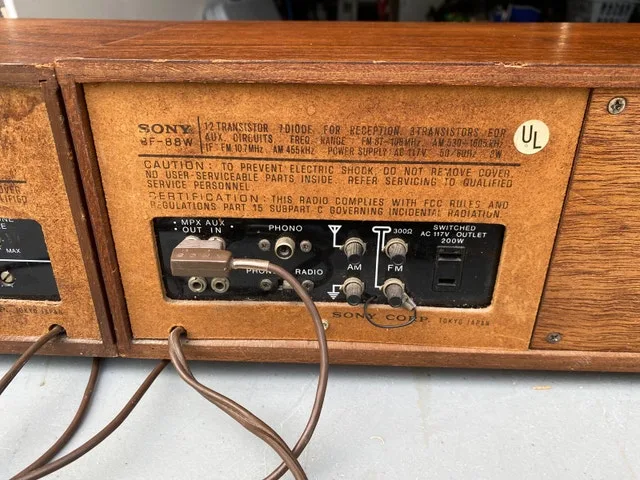 SONY
8F-88W
12 TRANSISTOR 7 DIODE FOR RECEPTION, 3 TRANSISTORS FOR
AUX. CIRCUITS FREQ. RANGE : FM 87-108MHz, AM 530-1605kHz
IF : FM 10.7MHz, AM 455kHz POWER SUPPLY : AC 117V 50/60Hz 9W
UL
CAUTION : TO PREVENT ELECTRIC SHOCK DO NOT REMOVE COVER.
NO USER-SERVICEABLE PARTS INSIDE. REFER SERVICING TO QUALIFIED
SERVICE PERSONNEL.
CERTIFICATION : THIS RADIO COMPLIES WITH FCC RULES AND
REGULATIONS PART 15 SUBPART C GOVERNING INCIDENTAL RADIATION.
• MPX AUX •
• OUT IN •
PHONO
300Ω
SWITCHED
AC 117V OUTLET
200W
AM
FM
RADIO
SONY CORP. TOKYO JAPAN
QUALIFIED
MAX
TOKYO JAPAN